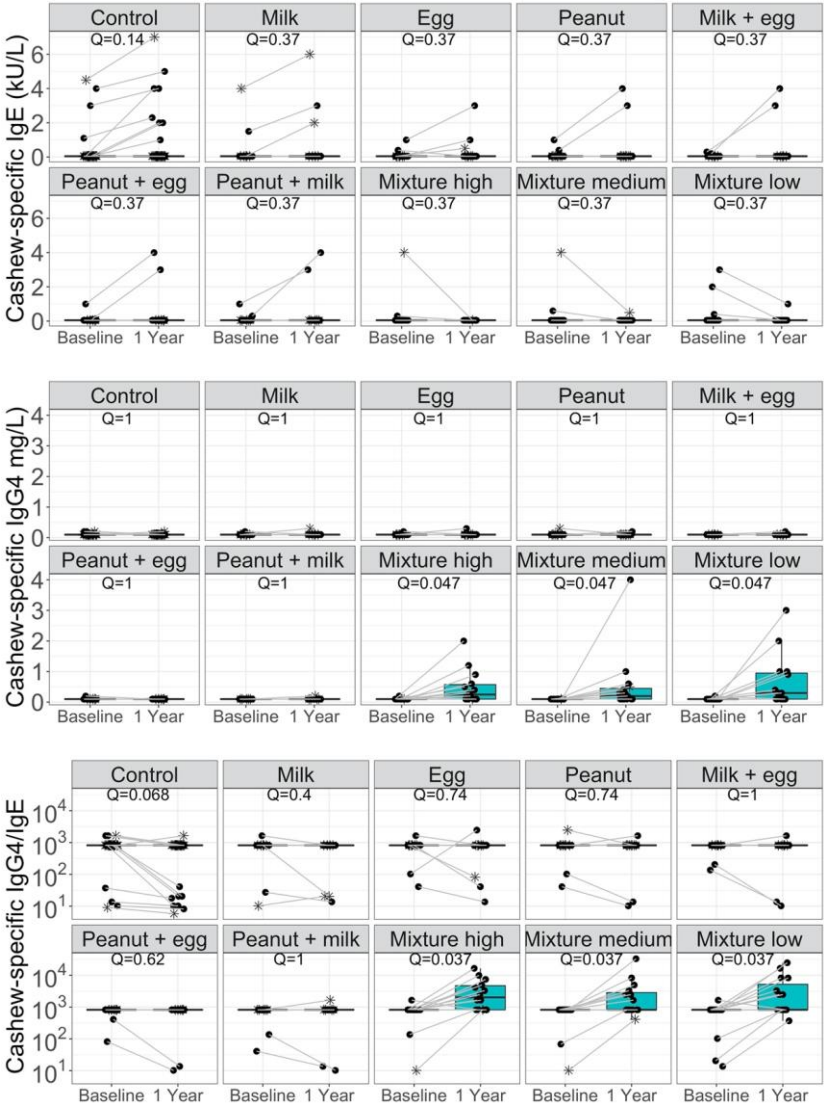 Cashew-specific IgE (kU/L)
Control Milk Egg Peanut Milk + egg
Q=0.14 Q=0.37 Q=0.37 Q=0.37 Q=0.37
6
4
2
0
Peanut + egg Peanut + milk Mixture high Mixture medium Mixture low
Q=0.37 Q=0.37 Q=0.37 Q=0.37 Q=0.37
6
4
2
0
Baseline 1 Year Baseline 1 Year Baseline 1 Year Baseline 1 Year Baseline 1 Year
Cashew-specific IgG4 mg/L
Control Milk Egg Peanut Milk + egg
Q=1 Q=1 Q=1 Q=1 Q=1
4
3
2
1
0
Peanut + egg Peanut + milk Mixture high Mixture medium Mixture low
Q=1 Q=1 Q=0.047 Q=0.047 Q=0.047
4
3
2
1
0
Baseline 1 Year Baseline 1 Year Baseline 1 Year Baseline 1 Year Baseline 1 Year
Cashew-specific IgG4/IgE
Control Milk Egg Peanut Milk + egg
Q=0.068 Q=0.4 Q=0.74 Q=0.74 Q=1
10⁴
10³
10²
10¹
Peanut + egg Peanut + milk Mixture high Mixture medium Mixture low
Q=0.62 Q=1 Q=0.037 Q=0.037 Q=0.037
10⁴
10³
10²
10¹
Baseline 1 Year Baseline 1 Year Baseline 1 Year Baseline 1 Year Baseline 1 Year